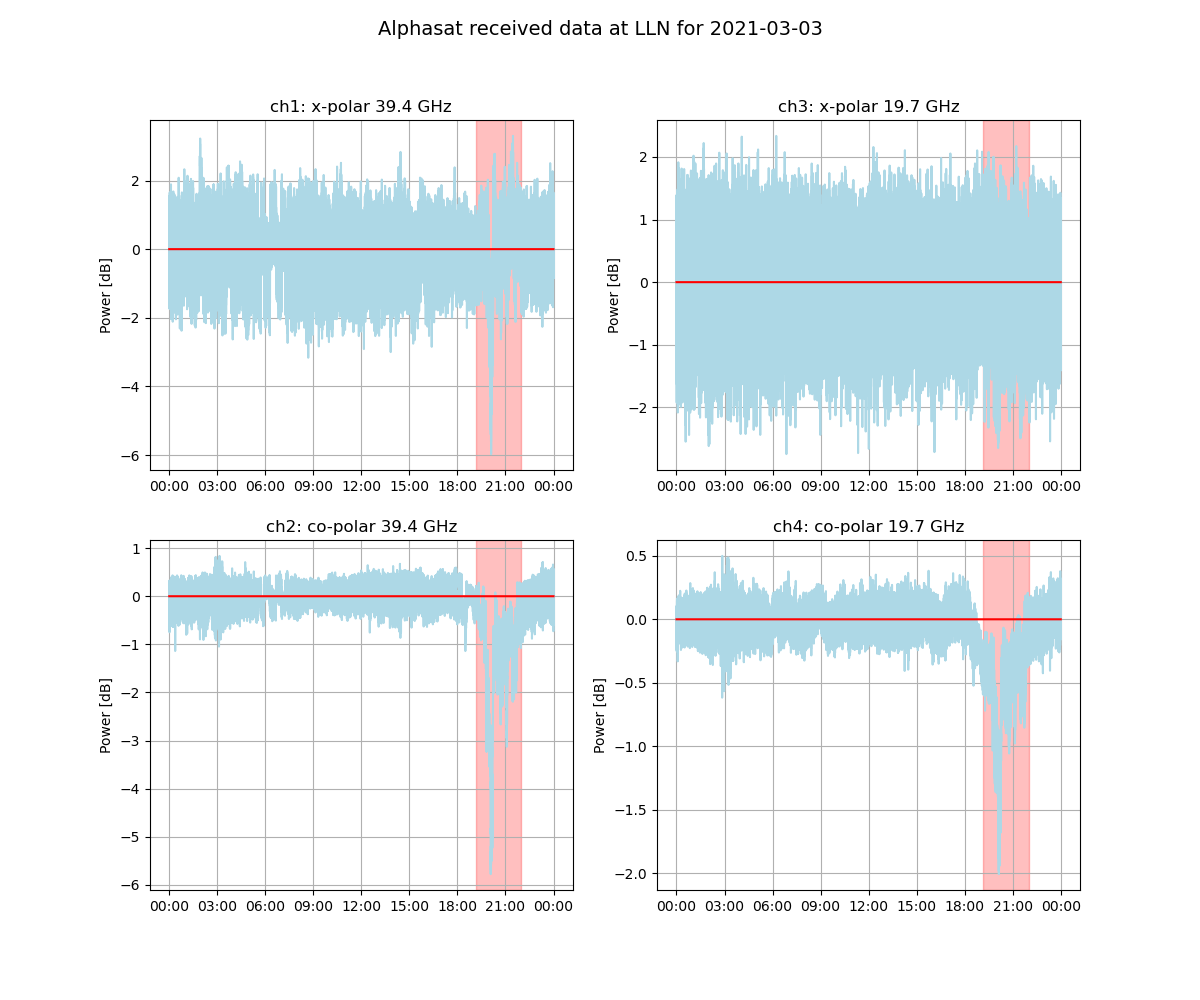 Alphasat received data at LLN for 2021-03-03
ch1: x-polar 39.4 GHz
Power [dB]
2
0
−2
−4
−6
00:00 03:00 06:00 09:00 12:00 15:00 18:00 21:00 00:00
ch3: x-polar 19.7 GHz
Power [dB]
2
1
0
−1
−2
00:00 03:00 06:00 09:00 12:00 15:00 18:00 21:00 00:00
ch2: co-polar 39.4 GHz
Power [dB]
1
0
−1
−2
−3
−4
−5
−6
00:00 03:00 06:00 09:00 12:00 15:00 18:00 21:00 00:00
ch4: co-polar 19.7 GHz
Power [dB]
0.5
0.0
−0.5
−1.0
−1.5
−2.0
00:00 03:00 06:00 09:00 12:00 15:00 18:00 21:00 00:00